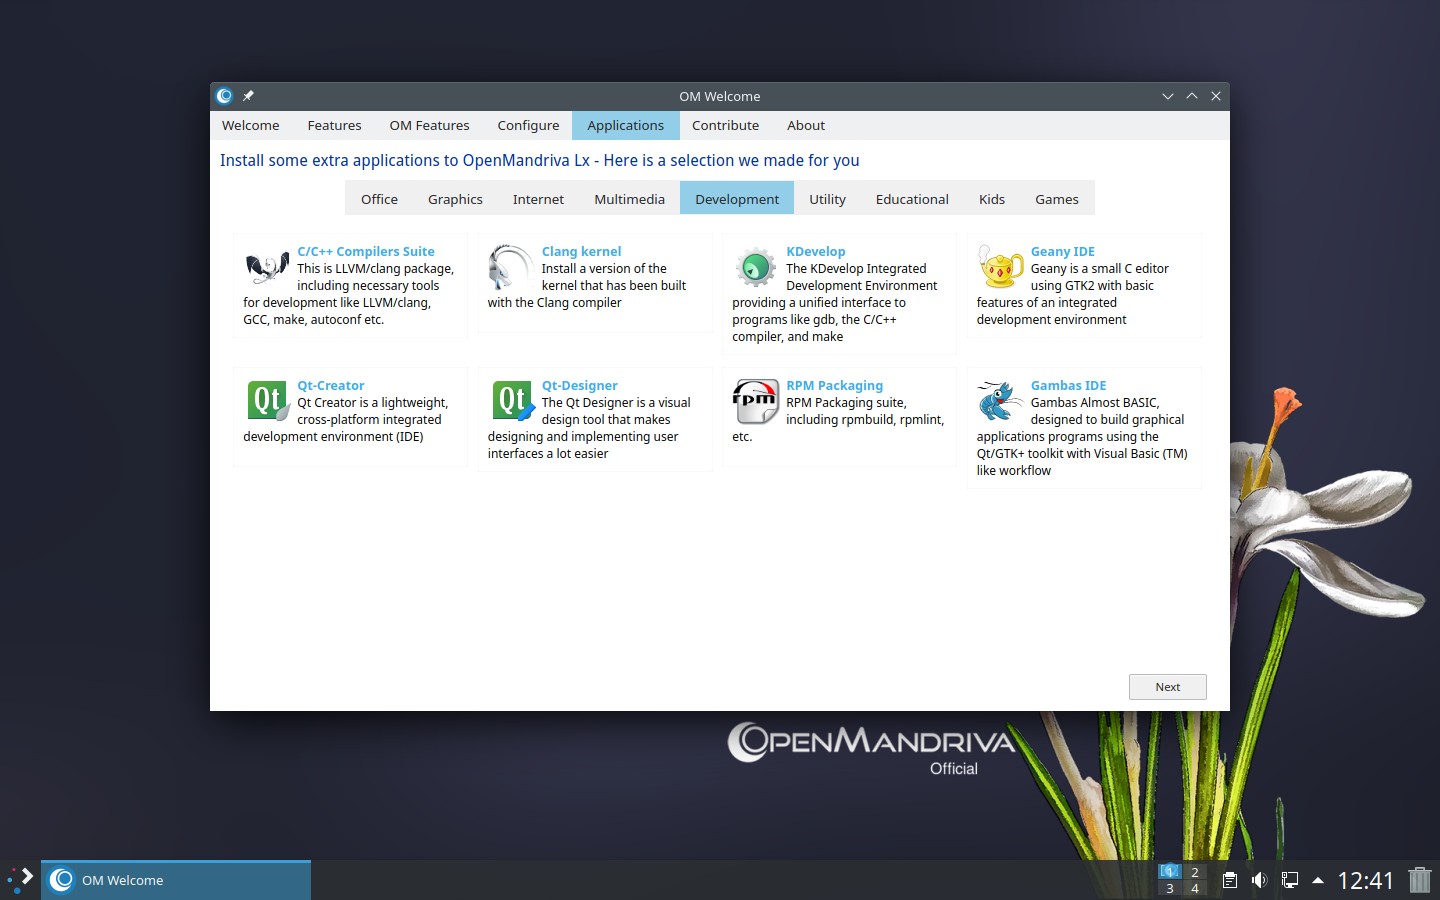 OM Welcome
Welcome Features OM Features Configure Applications Contribute About
Install some extra applications to OpenMandriva Lx - Here is a selection we made for you
Office Graphics Internet Multimedia Development Utility Educational Kids Games
C/C++ Compilers Suite
This is LLVM/clang package,
including necessary tools
for development like LLVM/clang,
GCC, make, autoconf etc.
Clang kernel
Install a version of the
kernel that has been built
with the Clang compiler
KDevelop
The KDevelop Integrated
Development Environment
providing a unified interface to
programs like gdb, the C/C++
compiler, and make
Geany IDE
Geany is a small C editor
using GTK2 with basic
features of an integrated
development environment
Qt
Qt-Creator
Qt Creator is a lightweight,
cross-platform integrated
development environment (IDE)
Qt
Qt-Designer
The Qt Designer is a visual
design tool that makes
designing and implementing user
interfaces a lot easier
rpm
RPM Packaging
RPM Packaging suite,
including rpmbuild, rpmlint,
etc.
Gambas IDE
Gambas Almost BASIC,
designed to build graphical
applications programs using the
Qt/GTK+ toolkit with Visual Basic (TM)
like workflow
Next
OPENMANDRIVA
Official
OM Welcome
1 2
3 4
12:41